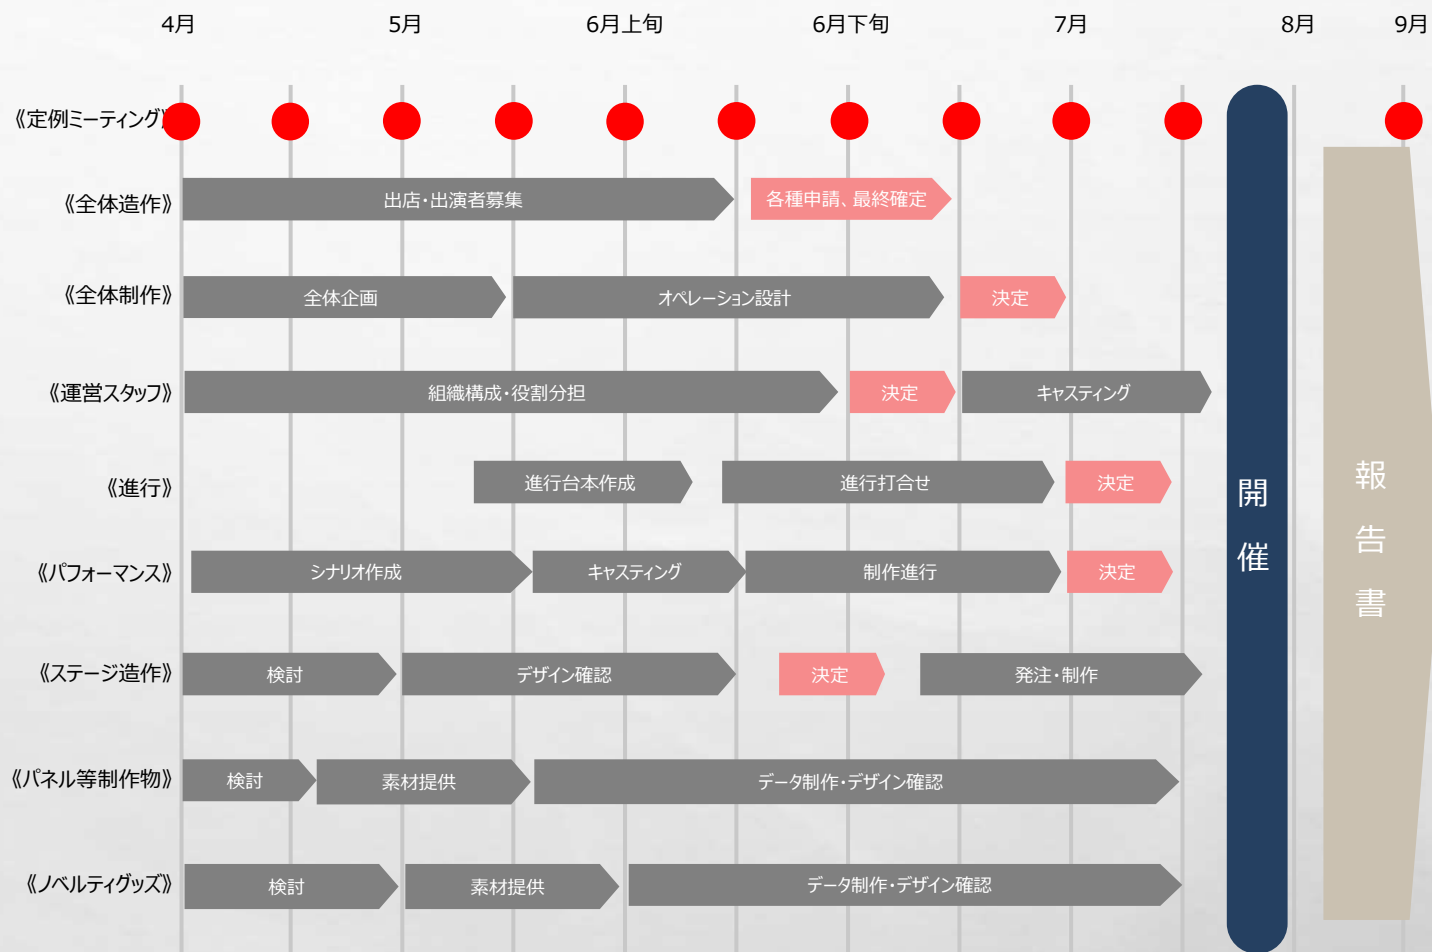 4月 5月 6月上旬 6月下旬 7月 8月 9月
《定例ミーティング》
《全体造作》 出店・出演者募集 各種申請、最終確定
《全体制作》 全体企画 オペレーション設計 決定
《運営スタッフ》 組織構成・役割分担 決定 キャスティング
《進行》 進行台本作成 進行打合せ 決定
《パフォーマンス》 シナリオ作成 キャスティング 制作進行 決定
《ステージ造作》 検討 デザイン確認 決定 発注・制作
《パネル等制作物》 検討 素材提供 データ制作・デザイン確認
《ノベルティグッズ》 検討 素材提供 データ制作・デザイン確認
開催
報告書